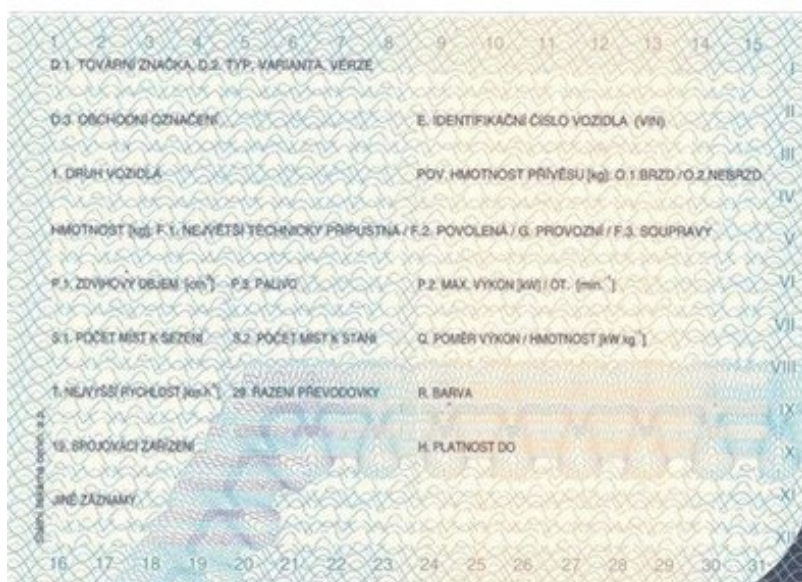 1 2 3 4 5 6 7 8 9 10 11 12 13 14 15
D.1. TOVÁRNÍ ZNAČKA, D.2. TYP, VARIANTA, VERZE
I
D.3. OBCHODNÍ OZNAČENÍ E. IDENTIFIKAČNÍ ČÍSLO VOZIDLA (VIN)
II
III
1. DRUH VOZIDLA POV. HMOTNOST PŘÍVĚSU [kg]: O.1.BRZD./O.2.NEBRZD.
IV
HMOTNOST [kg]: F.1. NEJVĚTŠÍ TECHNICKY PŘÍPUSTNÁ / F.2. POVOLENÁ / G. PROVOZNÍ / F.3. SOUPRAVY
V
P.1. ZDVIHOVÝ OBJEM [cm³] P.3. PALIVO P.2. MAX. VÝKON [kW] / OT. [min.⁻¹]
VI
VII
S.1. POČET MÍST K SEZENÍ S.2. POČET MÍST K STÁNÍ Q. POMĚR VÝKON / HMOTNOST [kW.kg⁻¹]
VIII
T. NEJVYŠŠÍ RYCHLOST [km.h⁻¹] 29. ŘAZENÍ PŘEVODOVKY R. BARVA
IX
12. SPOJOVACÍ ZAŘÍZENÍ H. PLATNOST DO
X
JINÉ ZÁZNAMY
XI
XII
16 17 18 19 20 21 22 23 24 25 26 27 28 29 30 31
Státní tiskárna cenin, s.p.